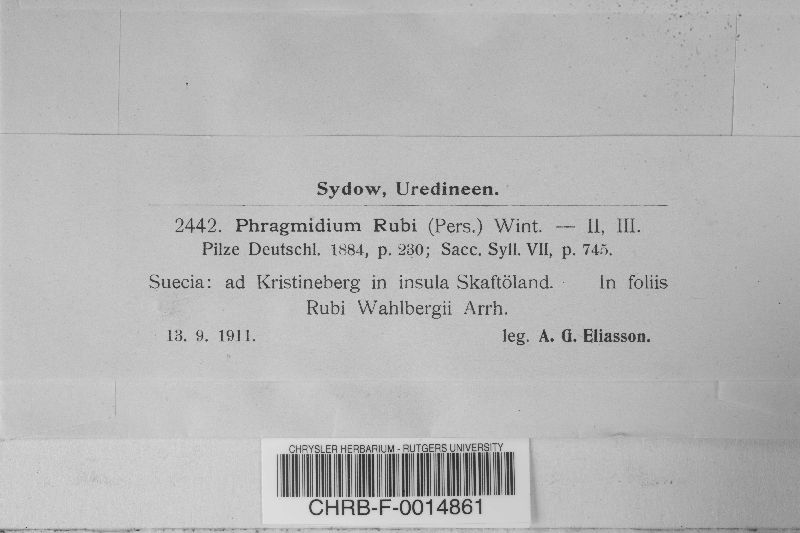 Sydow, Uredineen.
2442. Phragmidium Rubi (Pers.) Wint. — II, III.
Pilze Deutschl. 1884, p. 230; Sacc. Syll. VII, p. 745.
Suecia: ad Kristineberg in insula Skaftöland. In foliis
Rubi Wahlbergii Arrh.
13. 9. 1911. leg. A. G. Eliasson.
CHRYSLER HERBARIUM - RUTGERS UNIVERSITY
CHRB-F-0014861